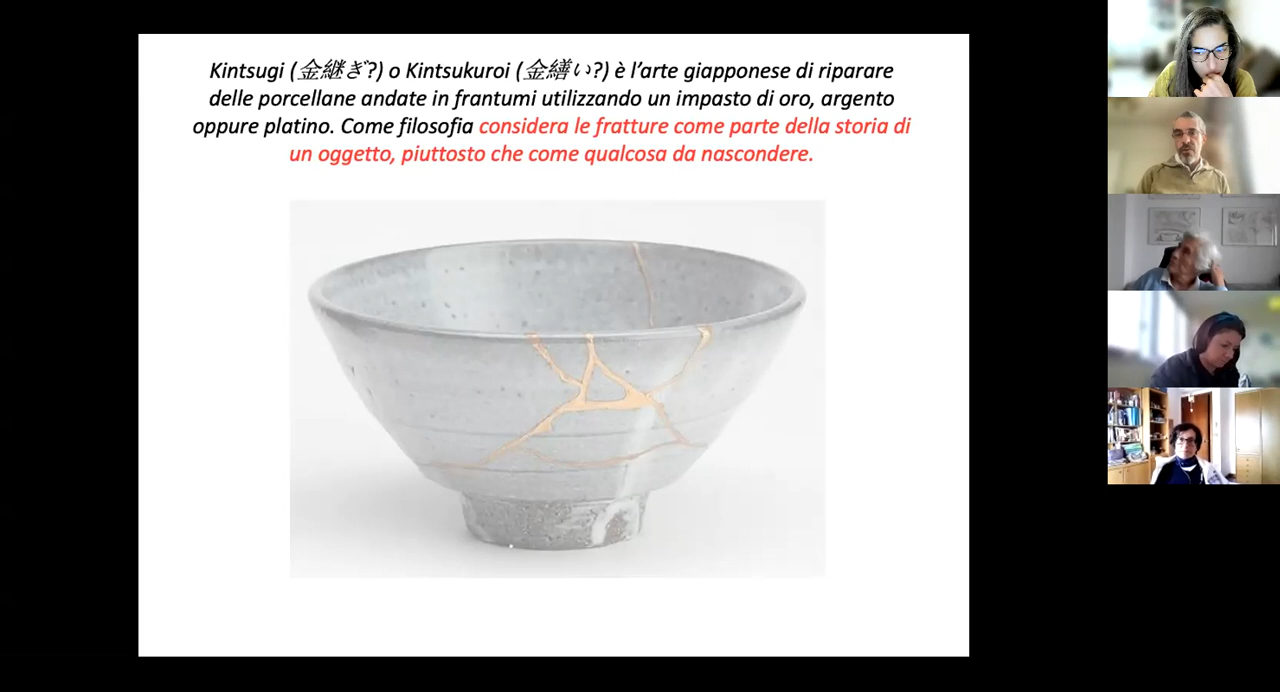 Kintsugi (金継ぎ?) o Kintsukuroi (金繕い?) è l’arte giapponese di riparare
delle porcellane andate in frantumi utilizzando un impasto di oro, argento
oppure platino. Come filosofia considera le fratture come parte della storia di
un oggetto, piuttosto che come qualcosa da nascondere.